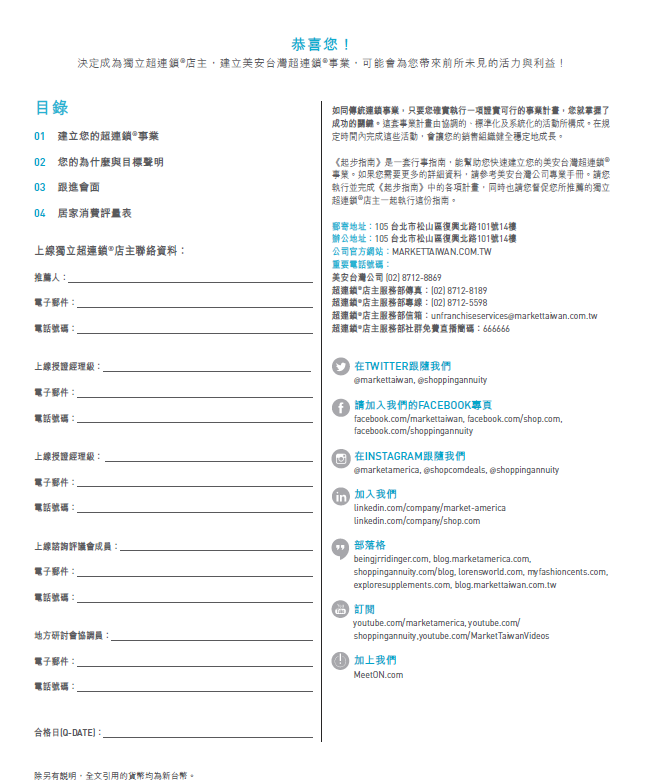 恭喜您！
決定成為獨立超連鎖®店主，建立美安台灣超連鎖®事業，可能會為您帶來前所未見的活力與利益！
目錄
01 建立您的超連鎖®事業
02 您的為什麼與目標聲明
03 跟進會面
04 居家消費評量表
上線獨立超連鎖®店主聯絡資料：
推薦人：
電子郵件：
電話號碼：
上線授證經理級：
電子郵件：
電話號碼：
上線授證經理級：
電子郵件：
電話號碼：
上線諮詢評議會成員：
電子郵件：
電話號碼：
地方研討會協調員：
電子郵件：
電話號碼：
合格日(Q-DATE)：
除另有說明，全文引用的貨幣均為新台幣。
如同傳統連鎖事業，只要您確實執行一項證實可行的事業計畫，您就掌握了
成功的關鍵。這套事業計畫由協調的、標準化及系統化的活動所構成。在規
定時間內完成這些活動，會讓您的銷售組織健全穩定地成長。
《起步指南》是一套行事指南，能幫助您快速建立您的美安台灣超連鎖®
事業。如果您需要更多的詳細資料，請參考美安台灣公司專業手冊。請您
執行並完成《起步指南》中的各項計畫，同時也請您督促您所推薦的獨立
超連鎖®店主一起執行這份指南。
郵寄地址：105 台北市松山區復興北路101號14樓
辦公地址：105 台北市松山區復興北路101號14樓
公司官方網站：MARKETTAIWAN.COM.TW
重要電話號碼：
美安台灣公司 (02) 8712-8869
超連鎖®店主服務部傳真：(02) 8712-8189
超連鎖®店主服務部專線：(02) 8712-5598
超連鎖®店主服務部信箱：unfranchiseservices@markettaiwan.com.tw
超連鎖®店主服務部社群免費直播簡碼：666666
在TWITTER跟隨我們
@markettaiwan, @shoppingannuity
請加入我們的FACEBOOK專頁
facebook.com/markettaiwan, facebook.com/shop.com,
facebook.com/shoppingannuity
在INSTAGRAM跟隨我們
@marketamerica, @shopcomdeals, @shoppingannuity
加入我們
linkedin.com/company/market-america
linkedin.com/company/shop.com
部落格
beingjrridinger.com, blog.marketamerica.com,
shoppingannuity.com/blog, lorensworld.com, myfashioncents.com,
exploresupplements.com, blog.markettaiwan.com.tw
訂閱
youtube.com/marketamerica, youtube.com/
shoppingannuity,youtube.com/MarketTaiwanVideos
加上我們
MeetON.com